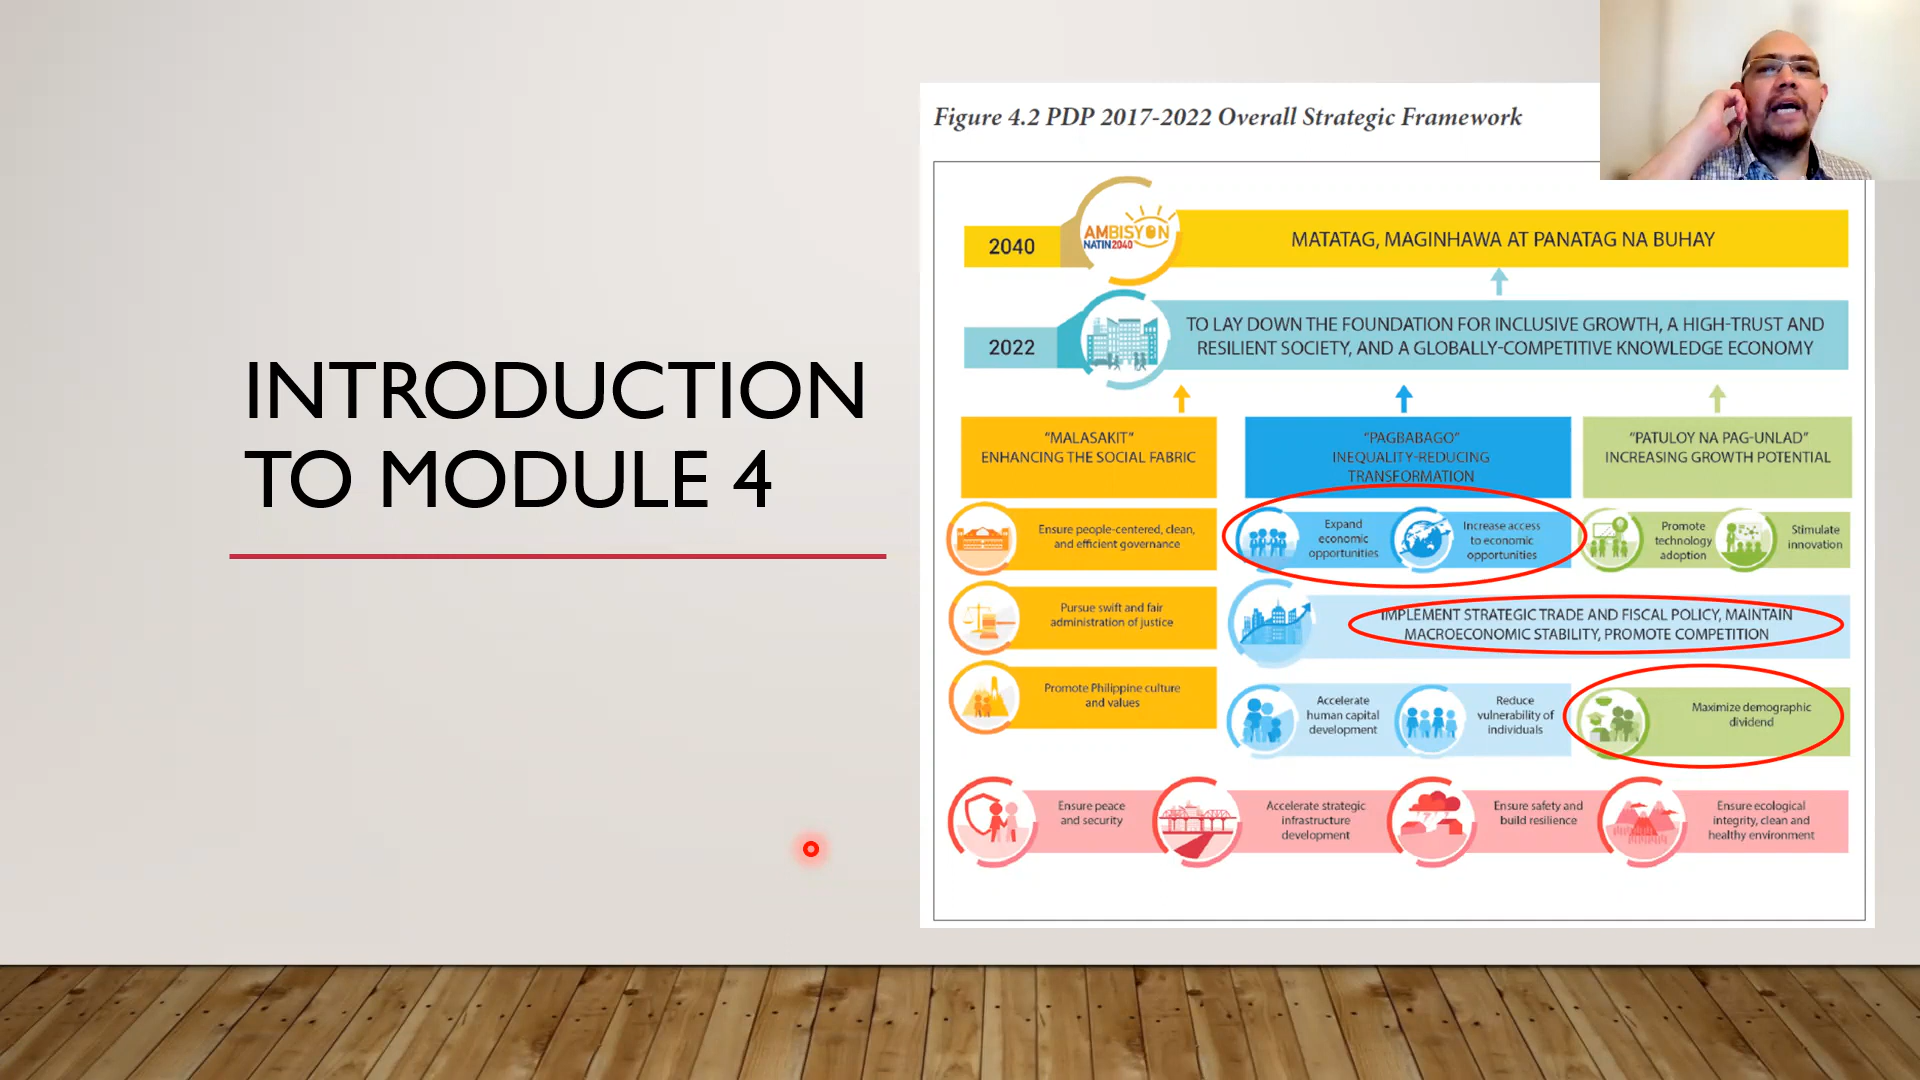 INTRODUCTION
TO MODULE 4
Figure 4.2 PDP 2017-2022 Overall Strategic Framework
2040
AMBISYON
NATIN2040
MATATAG, MAGINHAWA AT PANATAG NA BUHAY
2022
TO LAY DOWN THE FOUNDATION FOR INCLUSIVE GROWTH, A HIGH-TRUST AND
RESILIENT SOCIETY, AND A GLOBALLY-COMPETITIVE KNOWLEDGE ECONOMY
“MALASAKIT”
ENHANCING THE SOCIAL FABRIC
“PAGBABAGO”
INEQUALITY-REDUCING
TRANSFORMATION
“PATULOY NA PAG-UNLAD”
INCREASING GROWTH POTENTIAL
Ensure people-centered, clean,
and efficient governance
Expand
economic
opportunities
Increase access
to economic
opportunities
Promote
technology
adoption
Stimulate
innovation
Pursue swift and fair
administration of justice
IMPLEMENT STRATEGIC TRADE AND FISCAL POLICY, MAINTAIN
MACROECONOMIC STABILITY, PROMOTE COMPETITION
Promote Philippine culture
and values
Accelerate
human capital
development
Reduce
vulnerability of
individuals
Maximize demographic
dividend
Ensure peace
and security
Accelerate strategic
infrastructure
development
Ensure safety and
build resilience
Ensure ecological
integrity, clean and
healthy environment